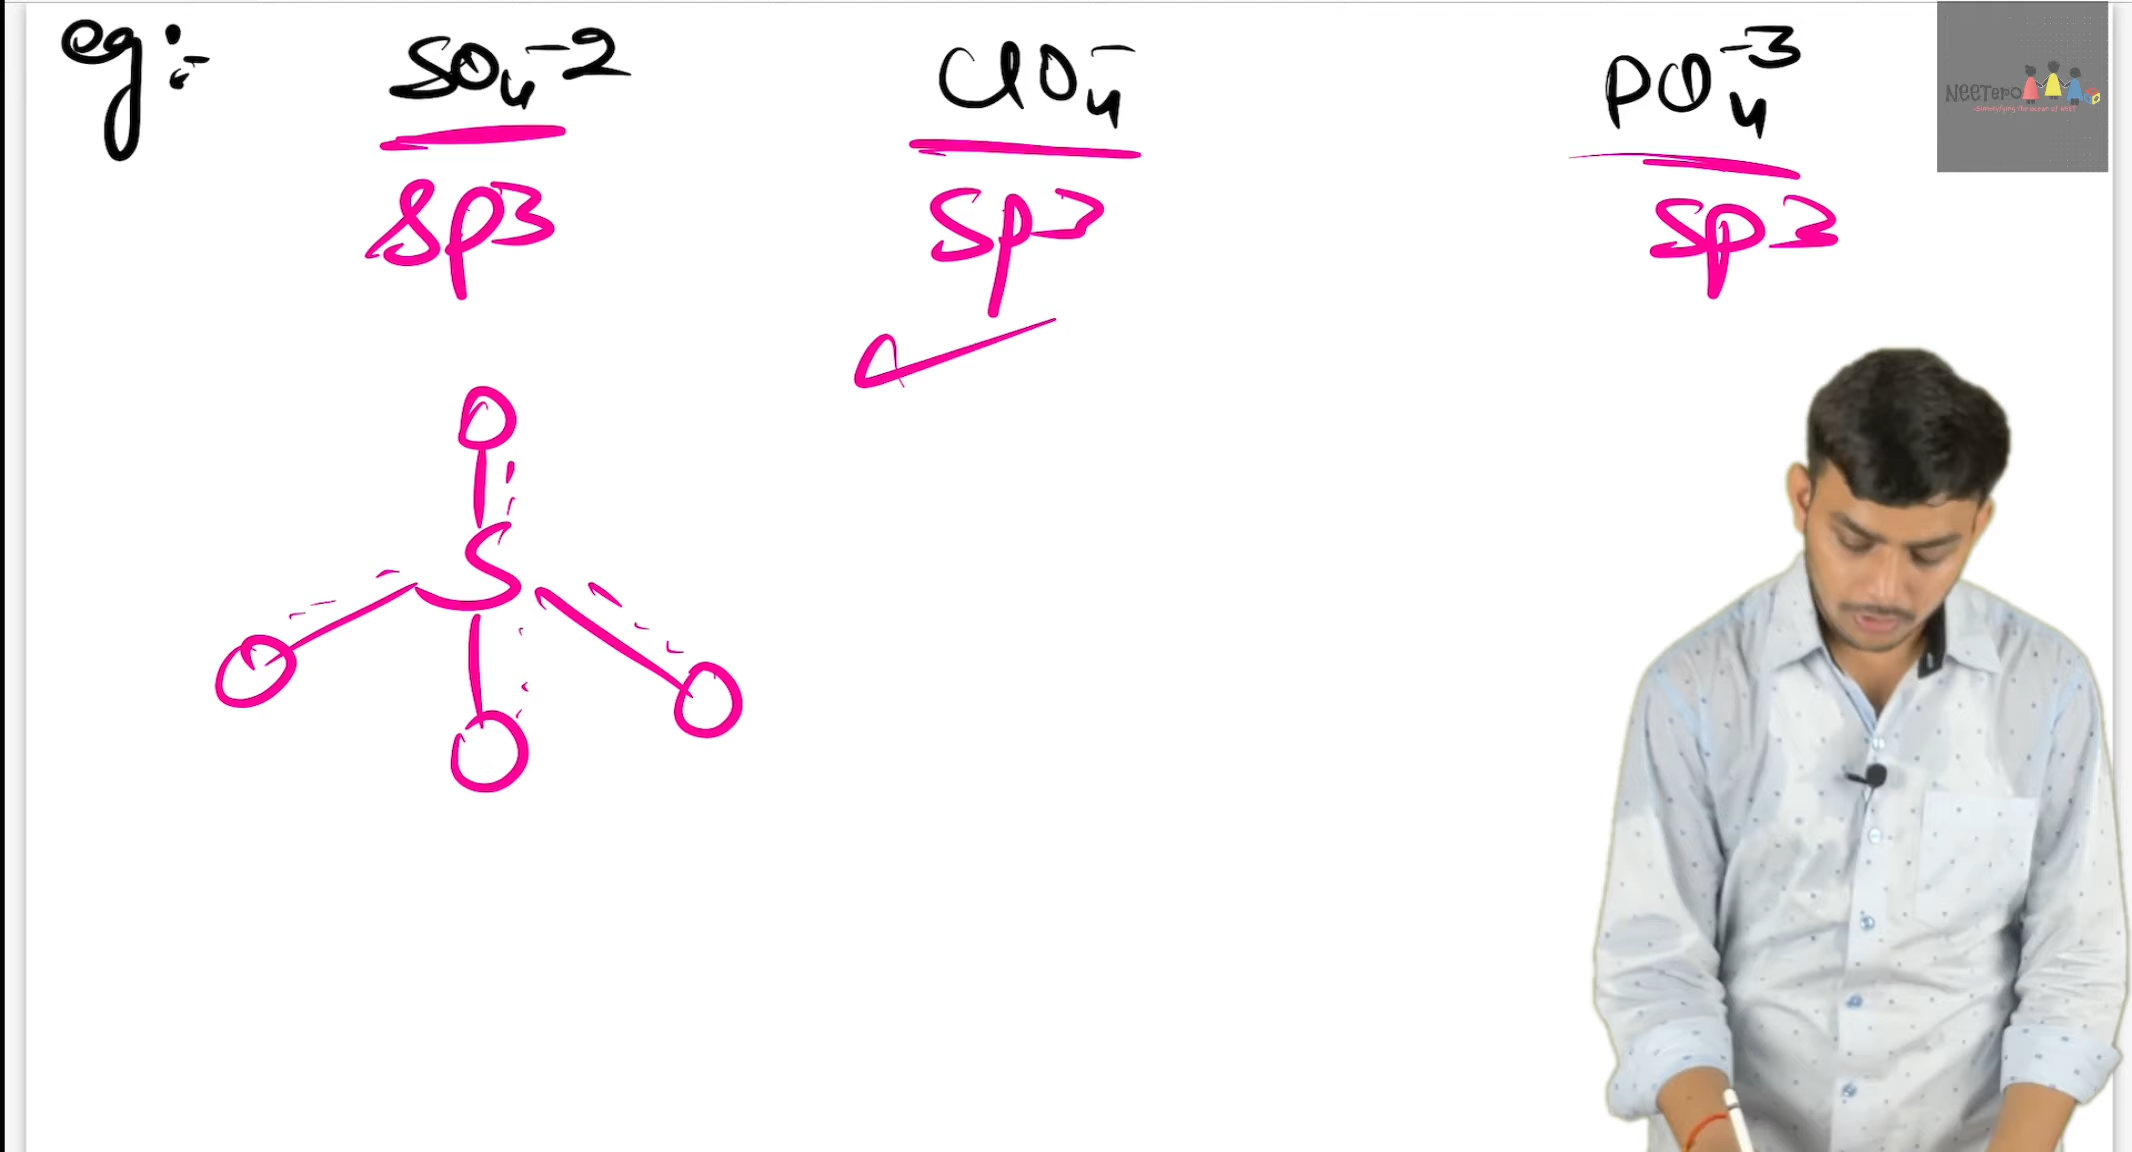 eg:- SO₄⁻² ClO₄⁻ PO₄⁻³
sp3 sp3 sp3
O
S
O O
O
NEETero